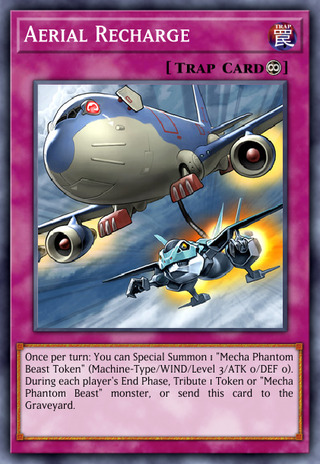 Aerial Recharge
TRAP
罠
[ Trap Card ]
Once per turn: You can Special Summon 1 "Mecha Phantom
Beast Token" (Machine-Type/WIND/Level 3/ATK 0/DEF 0).
During each player's End Phase, Tribute 1 Token or "Mecha
Phantom Beast" monster, or send this card to the
Graveyard.